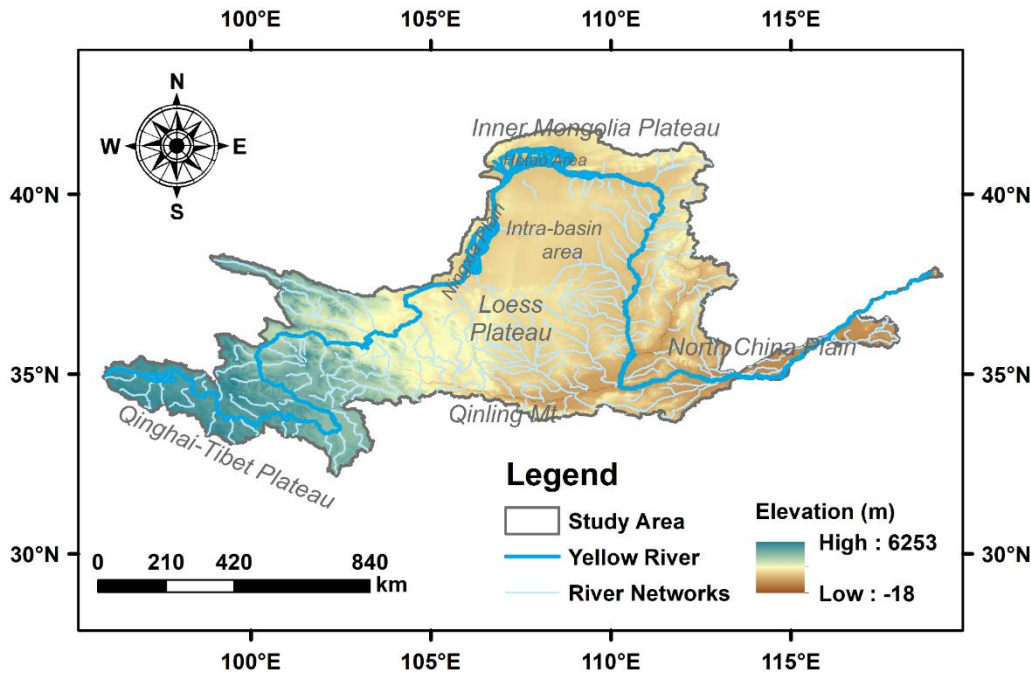 100°E 105°E 110°E 115°E
N
W E
S
Inner Mongolia Plateau
Hetao Area
40°N 40°N
Ningxia Plain
Intra-basin
area
Loess
Plateau
North China Plain
35°N 35°N
Qinling Mt
Qinghai-Tibet Plateau
Legend
Study Area
Yellow River
River Networks
Elevation (m)
High : 6253
Low : -18
30°N 30°N
0 210 420 840
km
100°E 105°E 110°E 115°E